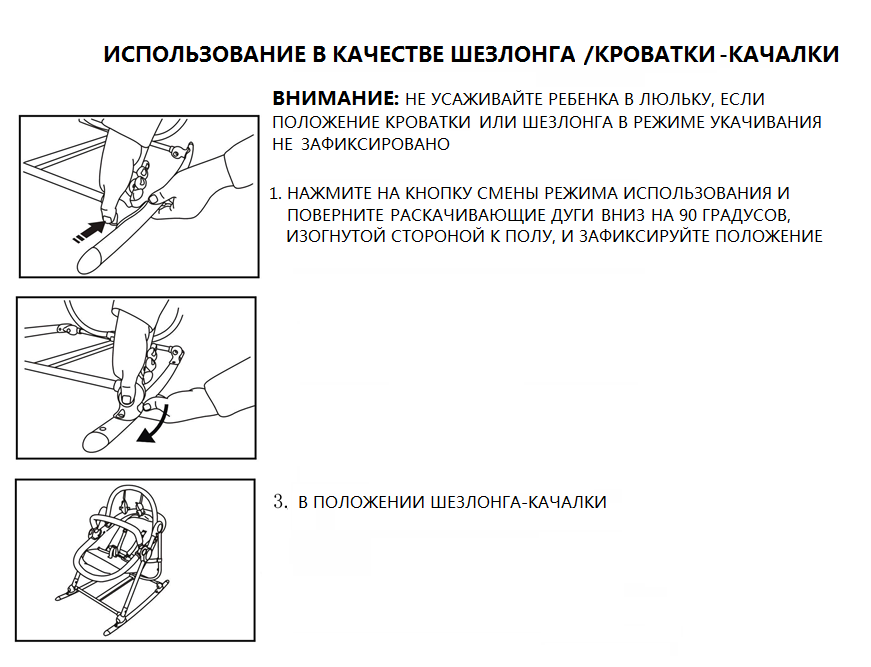 ИСПОЛЬЗОВАНИЕ В КАЧЕСТВЕ ШЕЗЛОНГА /КРОВАТКИ -КАЧАЛКИ
ВНИМАНИЕ: НЕ УСАЖИВАЙТЕ РЕБЕНКА В ЛЮЛЬКУ, ЕСЛИ
ПОЛОЖЕНИЕ КРОВАТКИ ИЛИ ШЕЗЛОНГА В РЕЖИМЕ УКАЧИВАНИЯ
НЕ ЗАФИКСИРОВАНО
1. НАЖМИТЕ НА КНОПКУ СМЕНЫ РЕЖИМА ИСПОЛЬЗОВАНИЯ И
ПОВЕРНИТЕ РАСКАЧИВАЮЩИЕ ДУГИ ВНИЗ НА 90 ГРАДУСОВ,
ИЗОГНУТОЙ СТОРОНОЙ К ПОЛУ, И ЗАФИКСИРУЙТЕ ПОЛОЖЕНИЕ
3. В ПОЛОЖЕНИИ ШЕЗЛОНГА-КАЧАЛКИ